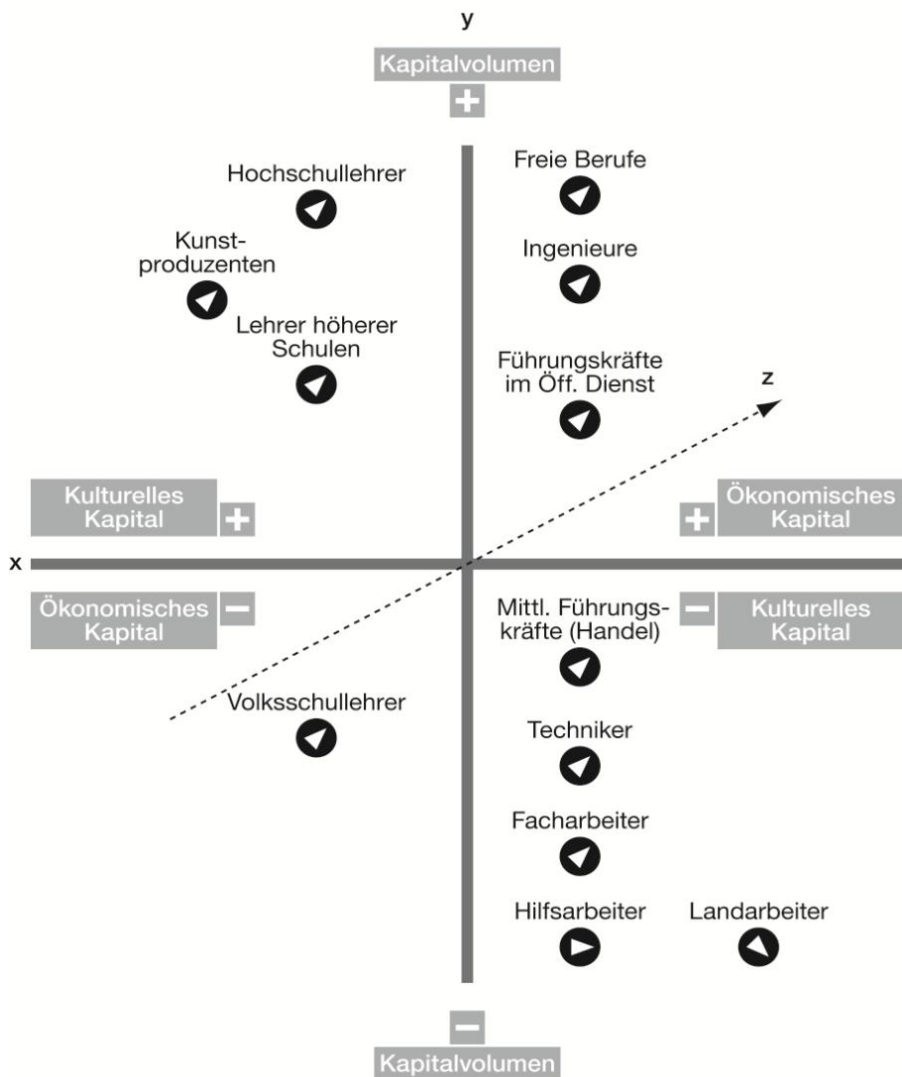 y
Kapitalvolumen
+
Hochschullehrer
Freie Berufe
Kunst-
produzenten
Ingenieure
Lehrer höherer
Schulen
Führungskräfte
im Öff. Dienst
z
Kulturelles
Kapital
+
+
Ökonomisches
Kapital
x
Ökonomisches
Kapital
−
Mittl. Führungs-
kräfte (Handel)
−
Kulturelles
Kapital
Volksschullehrer
Techniker
Facharbeiter
Hilfsarbeiter
Landarbeiter
−
Kapitalvolumen